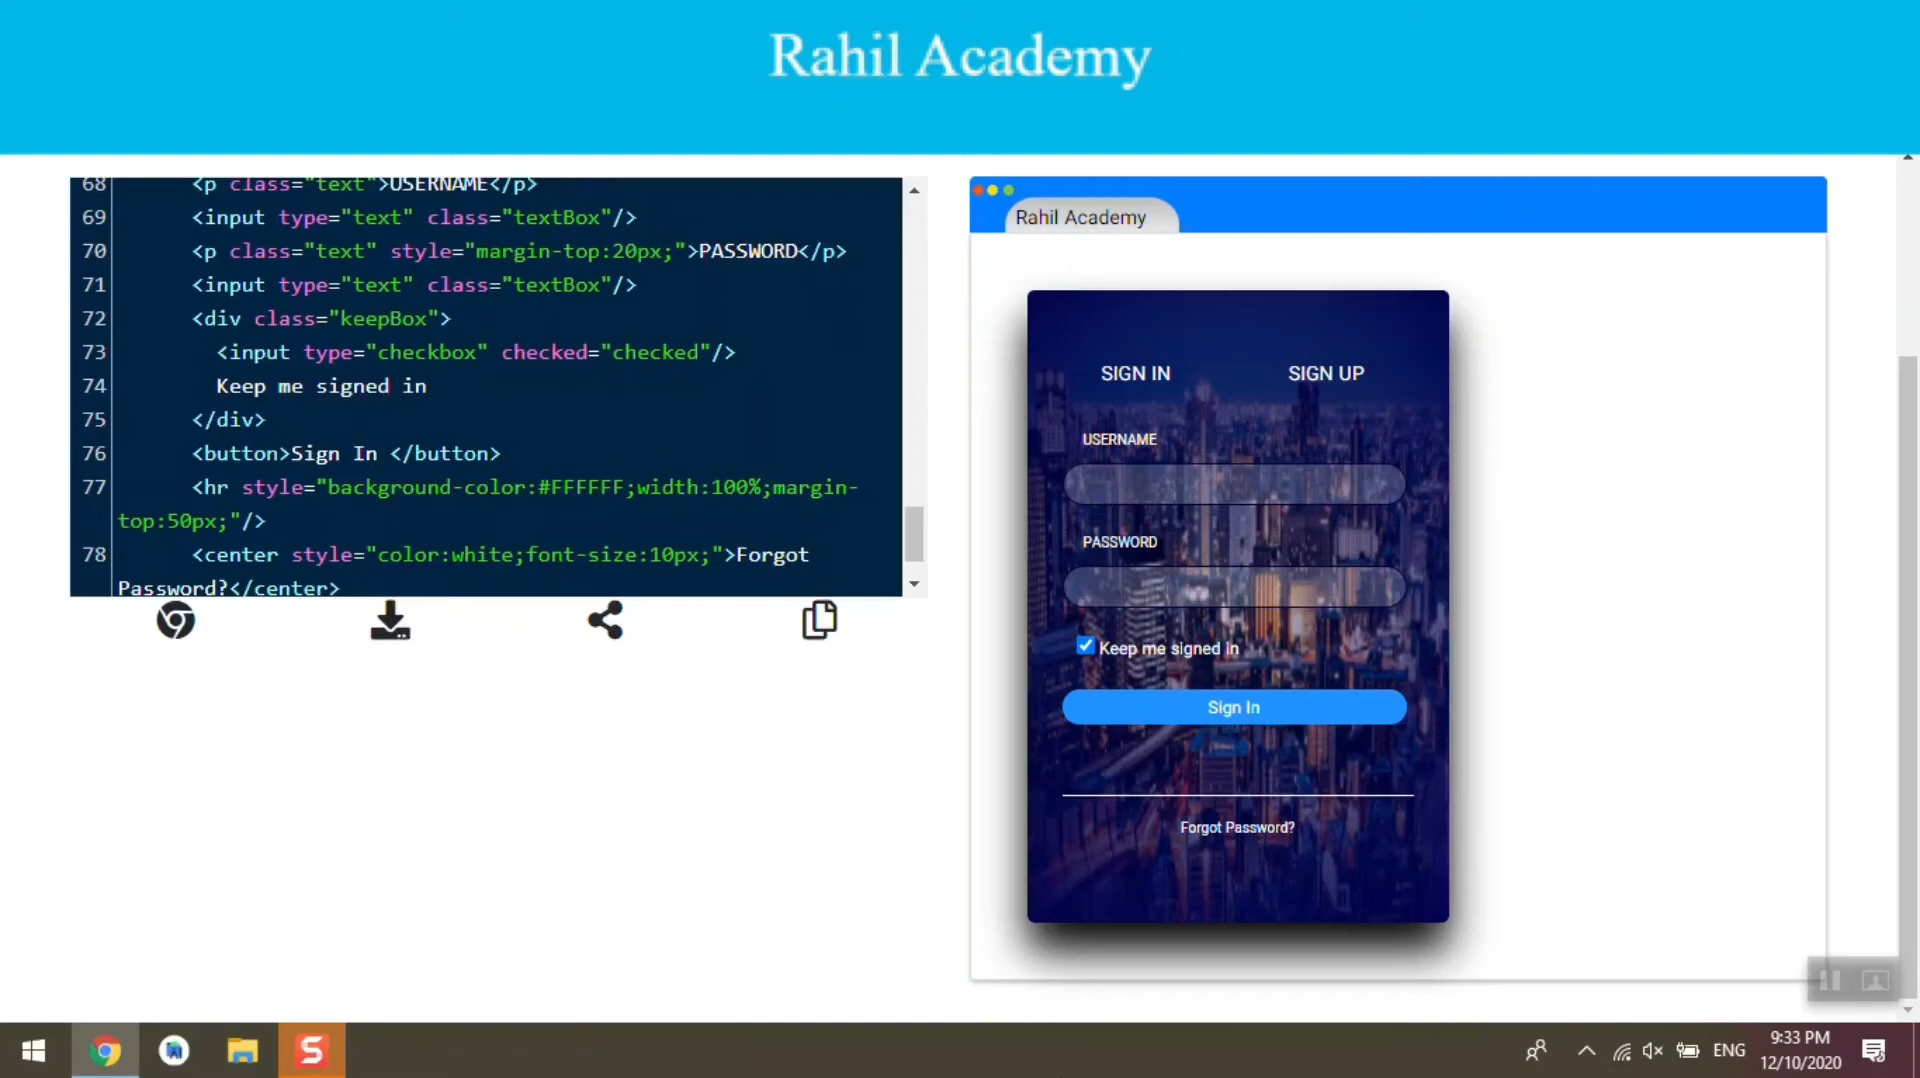 Rahil Academy
68 <p class="text">USERNAME</p>
69 <input type="text" class="textBox"/>
70 <p class="text" style="margin-top:20px;">PASSWORD</p>
71 <input type="text" class="textBox"/>
72 <div class="keepBox">
73 <input type="checkbox" checked="checked"/>
74 Keep me signed in
75 </div>
76 <button>Sign In </button>
77 <hr style="background-color:#FFFFFF;width:100%;margin-
top:50px;"/>
78 <center style="color:white;font-size:10px;">Forgot
Password?</center>
Rahil Academy
SIGN IN SIGN UP
USERNAME
PASSWORD
Keep me signed in
Sign In
Forgot Password?
S
ENG
9:33 PM
12/10/2020